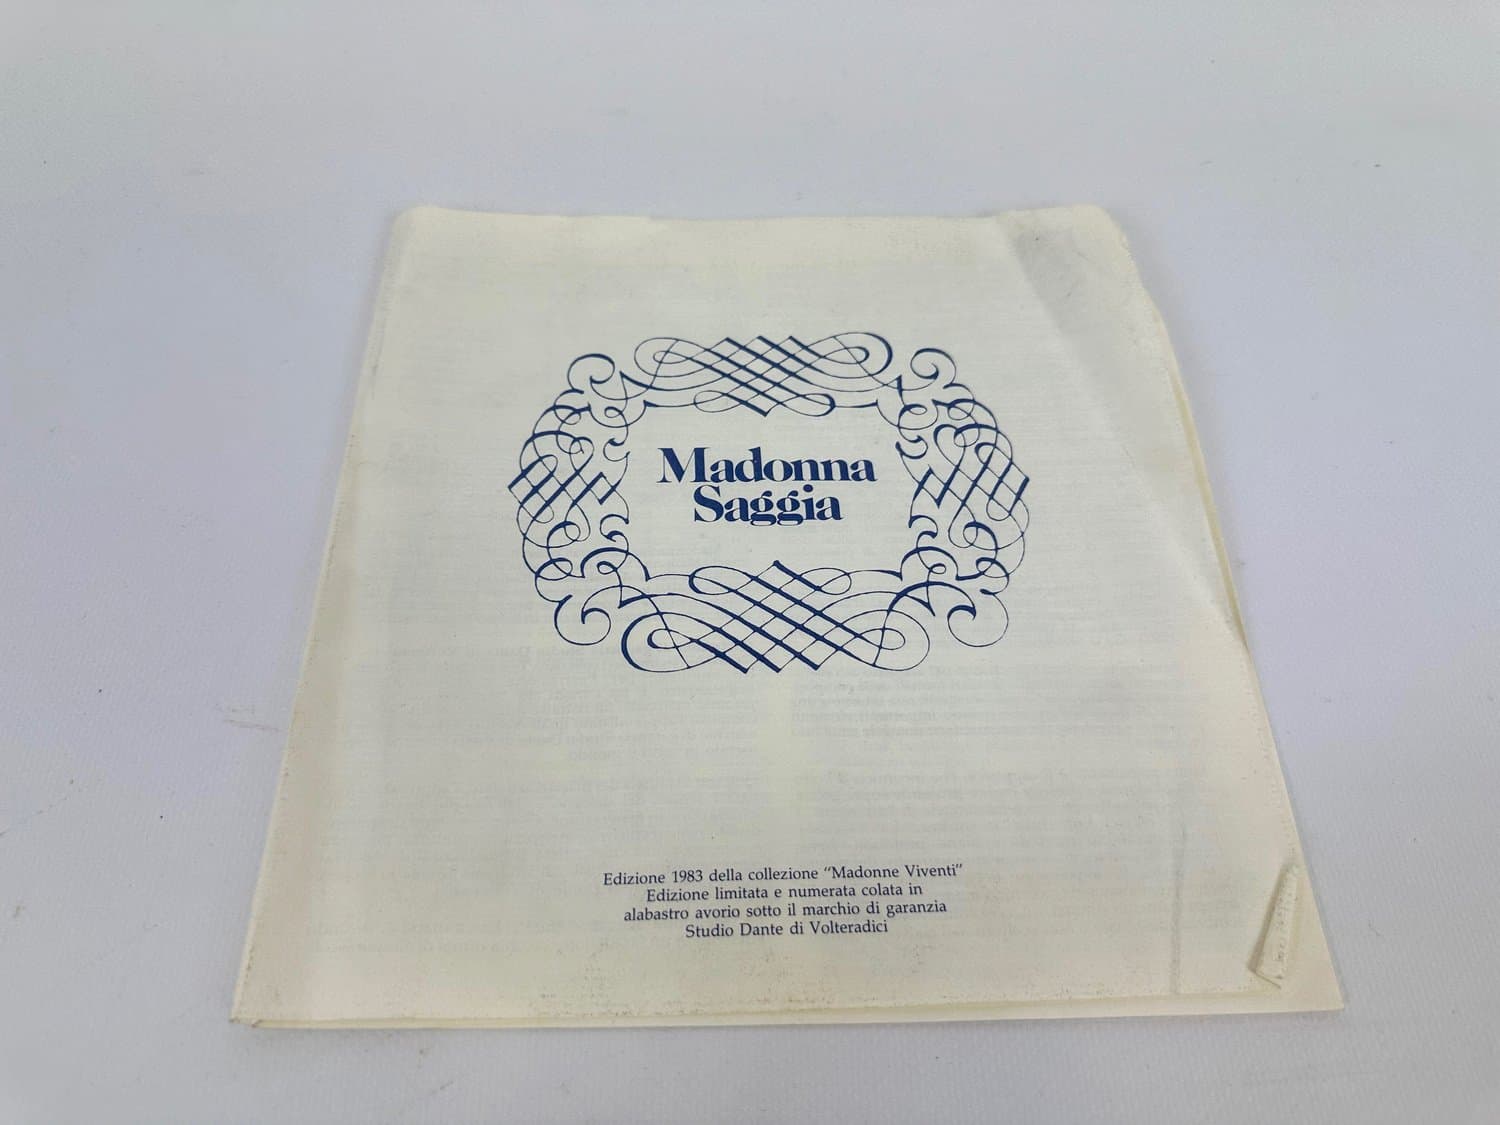 Madonna
Saggia
Edizione 1983 della collezione "Madonne Viventi"
Edizione limitata e numerata colata in
alabastro avorio sotto il marchio di garanzia
Studio Dante di Volteradici